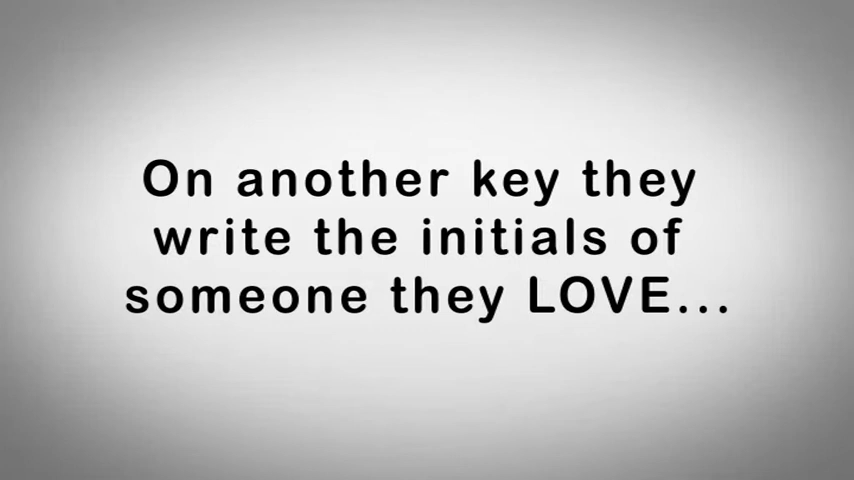 On another key they
write the initials of
someone they LOVE...